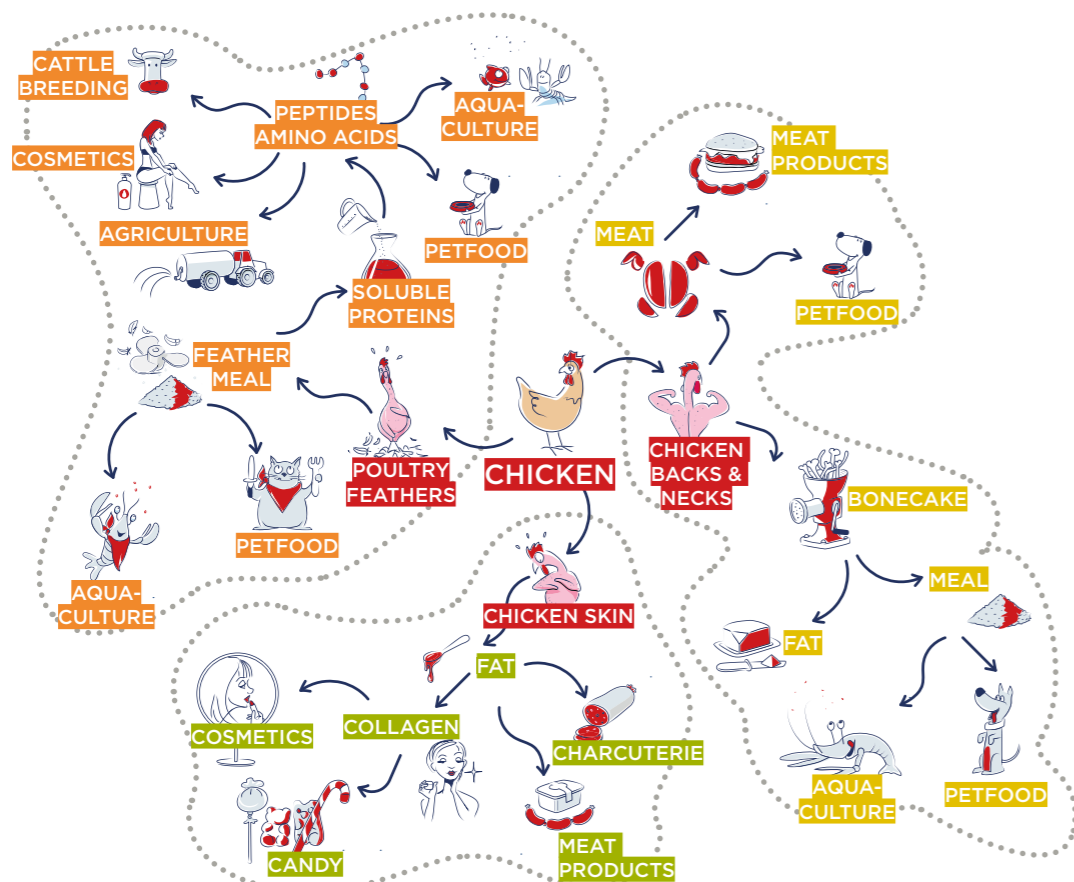 CATTLE
BREEDING
PEPTIDES
AMINO ACIDS
AQUA-
CULTURE
COSMETICS
AGRICULTURE
PETFOOD
SOLUBLE
PROTEINS
FEATHER
MEAL
POULTRY
FEATHERS
AQUA-
CULTURE
PETFOOD
CHICKEN
MEAT
PRODUCTS
MEAT
PETFOOD
CHICKEN
BACKS &
NECKS
BONECAKE
MEAL
FAT
AQUA-
CULTURE
PETFOOD
CHICKEN SKIN
FAT
COLLAGEN
COSMETICS
CHARCUTERIE
CANDY
MEAT
PRODUCTS